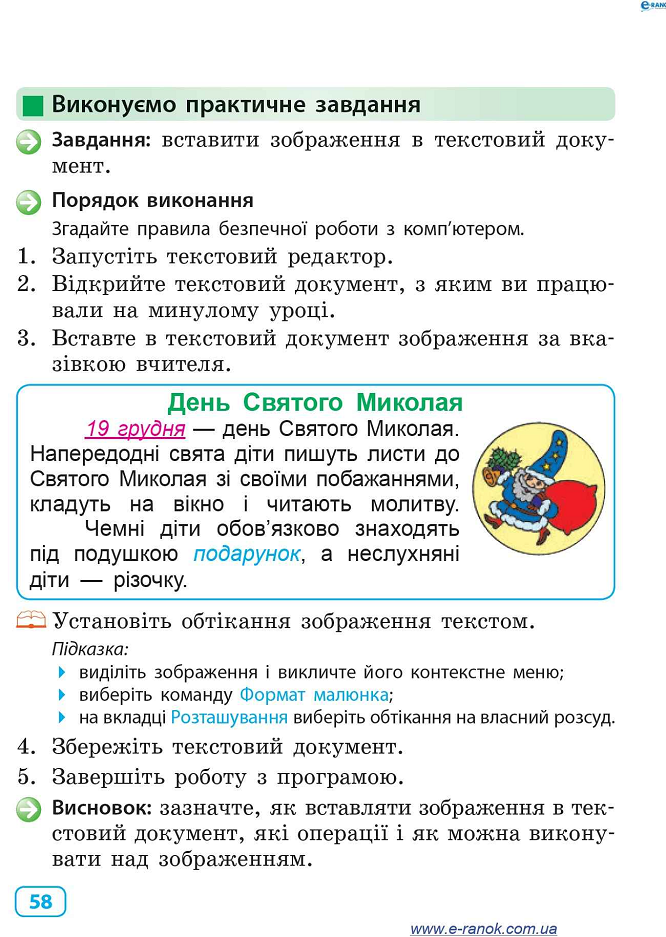 e-RANK
Виконуємо практичне завдання
Завдання: вставити зображення в текстовий доку-
мент.
Порядок виконання
Згадайте правила безпечної роботи з комп'ютером.
1. Запустіть текстовий редактор.
2. Відкрийте текстовий документ, з яким ви працю-
вали на минулому уроці.
3. Вставте в текстовий документ зображення за вка-
зівкою вчителя.
День Святого Миколая
19 грудня — день Святого Миколая.
Напередодні свята діти пишуть листи до
Святого Миколая зі своїми побажаннями,
кладуть на вікно і читають молитву.
Чемні діти обов'язково знаходять
під подушкою подарунок, а неслухняні
діти — різочку.
Установіть обтікання зображення текстом.
Підказка:
виділіть зображення і викличте його контекстне меню;
виберіть команду Формат малюнка;
на вкладці Розташування виберіть обтікання на власний розсуд.
4. Збережіть текстовий документ.
5. Завершіть роботу з програмою.
Висновок: зазначте, як вставляти зображення в тек-
стовий документ, які операції і як можна викону-
вати над зображенням.
58
www.e-ranok.com.ua